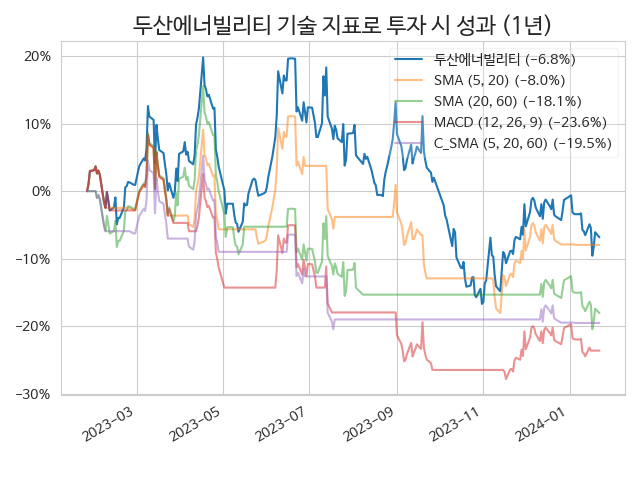 두산에너빌리티 기술 지표로 투자 시 성과 (1년)
20%
10%
0%
−10%
−20%
−30%
두산에너빌리티 (−6.8%)
SMA (5, 20) (−8.0%)
SMA (20, 60) (−18.1%)
MACD (12, 26, 9) (−23.6%)
C_SMA (5, 20, 60) (−19.5%)
2023−03
2023−05
2023−07
2023−09
2023−11
2024−01